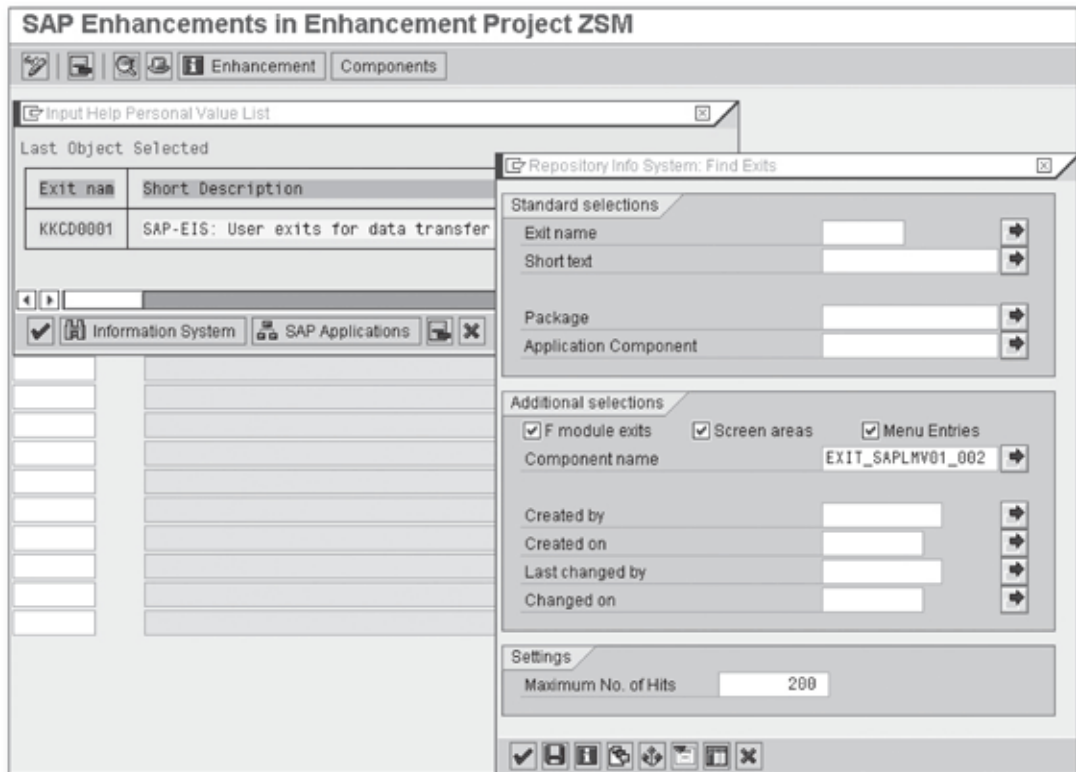 SAP Enhancements in Enhancement Project ZSM
Enhancement
Components
Input Help Personal Value List
Last Object Selected
Exit nam
Short Description
KKCD0001
SAP-EIS: User exits for data transfer
Information System
SAP Applications
Repository Info System: Find Exits
Standard selections
Exit name
Short text
Package
Application Component
Additional selections
F module exits
Screen areas
Menu Entries
Component name
EXIT_SAPLMV01_002
Created by
Created on
Last changed by
Changed on
Settings
Maximum No. of Hits
200